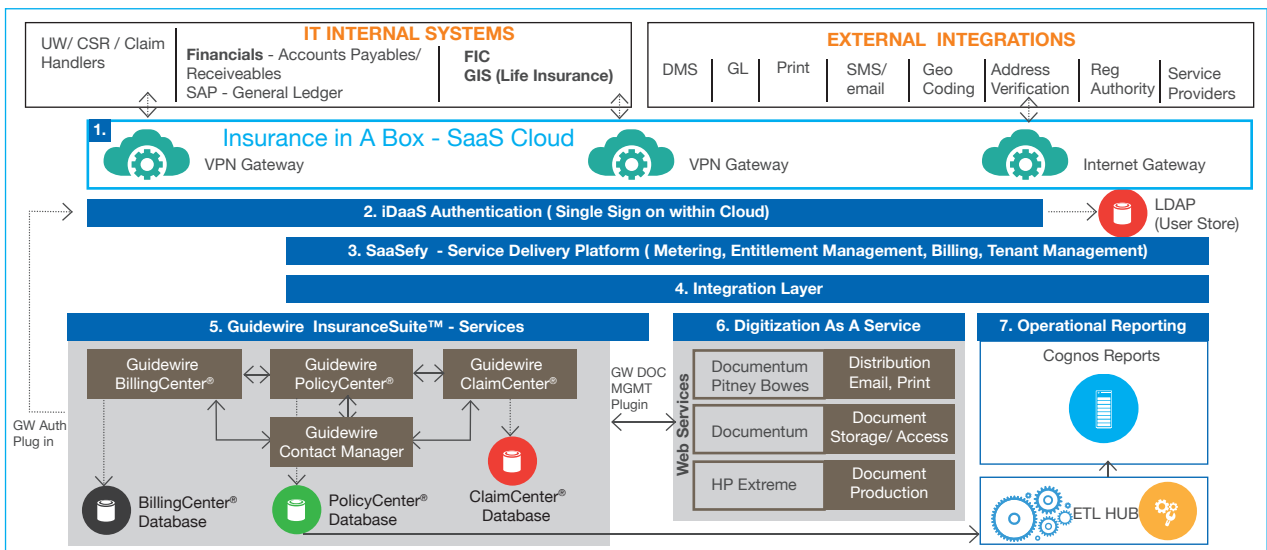 IT INTERNAL SYSTEMS
UW/ CSR / Claim
Handlers
Financials - Accounts Payables/
Receiveables
SAP - General Ledger
FIC
GIS (Life Insurance)
EXTERNAL INTEGRATIONS
DMS
GL
Print
SMS/
email
Geo
Coding
Address
Verification
Reg
Authority
Service
Providers
1.
Insurance in A Box - SaaS Cloud
VPN Gateway
VPN Gateway
Internet Gateway
2. iDaaS Authentication ( Single Sign on within Cloud)
LDAP
(User Store)
3. SaaSefy - Service Delivery Platform ( Metering, Entitlement Management, Billing, Tenant Management)
4. Integration Layer
5. Guidewire InsuranceSuite™ - Services
Guidewire
BillingCenter®
Guidewire
PolicyCenter®
Guidewire
ClaimCenter®
Guidewire
Contact Manager
GW Auth
Plug in
BillingCenter®
Database
PolicyCenter®
Database
ClaimCenter®
Database
GW DOC
MGMT
Plugin
6. Digitization As A Service
Web Services
Documentum
Pitney Bowes
Distribution
Email, Print
Documentum
Document
Storage/ Access
HP Extreme
Document
Production
7. Operational Reporting
Cognos Reports
ETL HUB